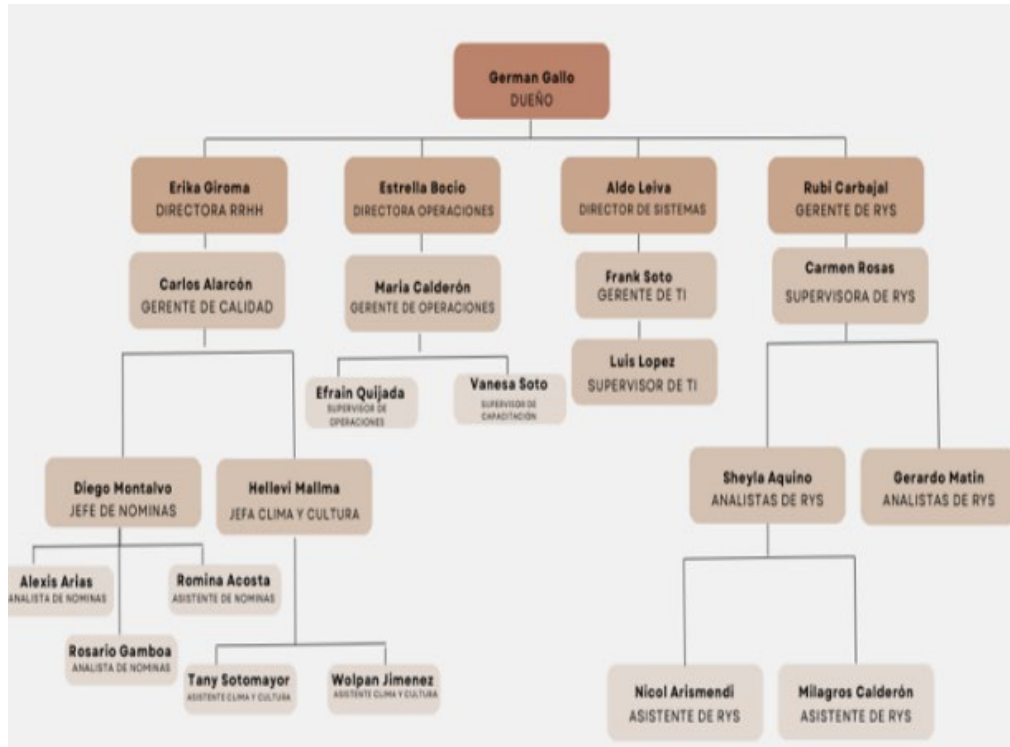 German Gallo
DUEÑO
Erika Giroma
DIRECTORA RRHH
Estrella Bocio
DIRECTORA OPERACIONES
Aldo Leiva
DIRECTOR DE SISTEMAS
Rubi Carbajal
GERENTE DE RYS
Carlos Alarcón
GERENTE DE CALIDAD
Maria Calderón
GERENTE DE OPERACIONES
Frank Soto
GERENTE DE TI
Carmen Rosas
SUPERVISORA DE RYS
Efrain Quijada
SUPERVISOR DE
OPERACIONES
Vanesa Soto
SUPERVISOR DE
CAPACITACIÓN
Luis Lopez
SUPERVISOR DE TI
Diego Montalvo
JEFE DE NOMINAS
Hellevi Mallma
JEFA CLIMA Y CULTURA
Sheyla Aquino
ANALISTAS DE RYS
Gerardo Matin
ANALISTAS DE RYS
Alexis Arias
ANALISTA DE NOMINAS
Romina Acosta
ASISTENTE DE NOMINAS
Rosario Gamboa
ANALISTA DE NOMINAS
Tany Sotomayor
ASISTENTE CLIMA Y CULTURA
Wolpan Jimenez
ASISTENTE CLIMA Y CULTURA
Nicol Arismendi
ASISTENTE DE RYS
Milagros Calderón
ASISTENTE DE RYS